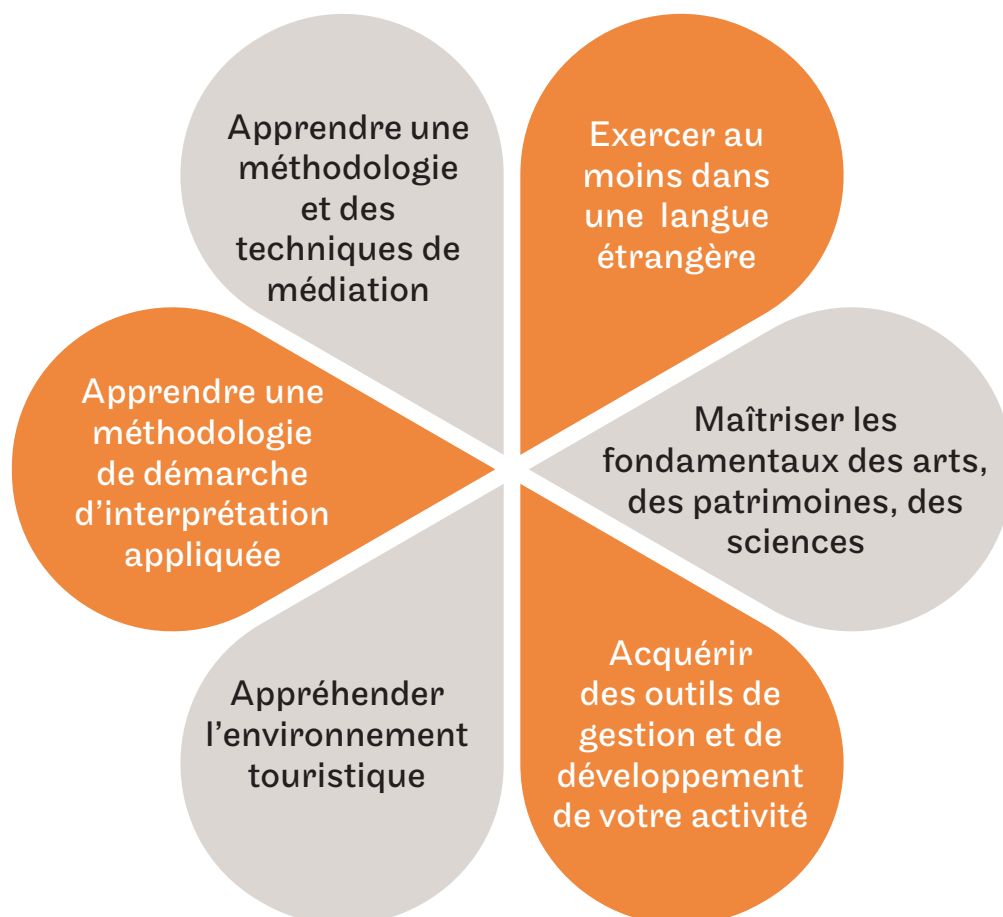 Apprendre une
méthodologie
et des
techniques de
médiation
Exercer au
moins dans
une langue
étrangère
Maîtriser les
fondamentaux des arts,
des patrimoines, des
sciences
Acquérir
des outils de
gestion et de
développement
de votre activité
Appréhender
l’environnement
touristique
Apprendre une
méthodologie
de démarche
d’interprétation
appliquée